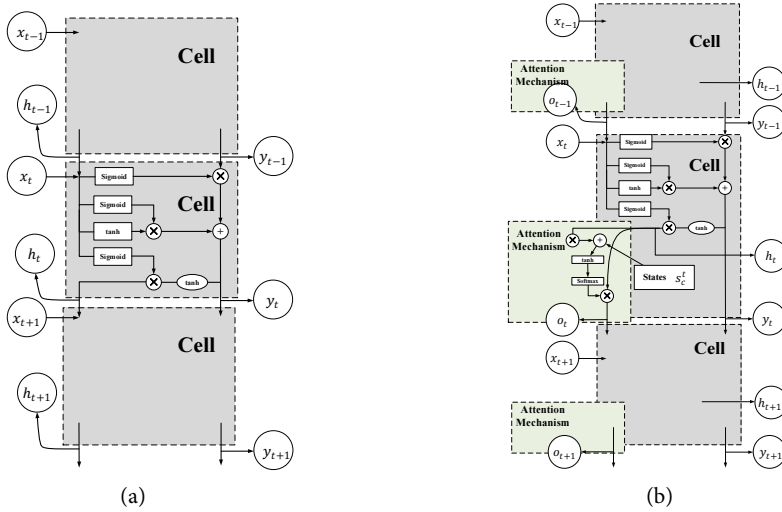 x_{t-1}
Cell
h_{t-1}
y_{t-1}
x_t
Sigmoid
Cell
Sigmoid
tanh
Sigmoid
tanh
h_t
y_t
x_{t+1}
Cell
h_{t+1}
y_{t+1}
(a)
x_{t-1}
Cell
Attention
Mechanism
h_{t-1}
o_{t-1}
y_{t-1}
x_t
Sigmoid
Cell
Sigmoid
tanh
Sigmoid
tanh
Attention
Mechanism
h_t
tanh
States s_c^t
Softmax
o_t
y_t
x_{t+1}
Cell
h_{t+1}
Attention
Mechanism
o_{t+1}
y_{t+1}
(b)